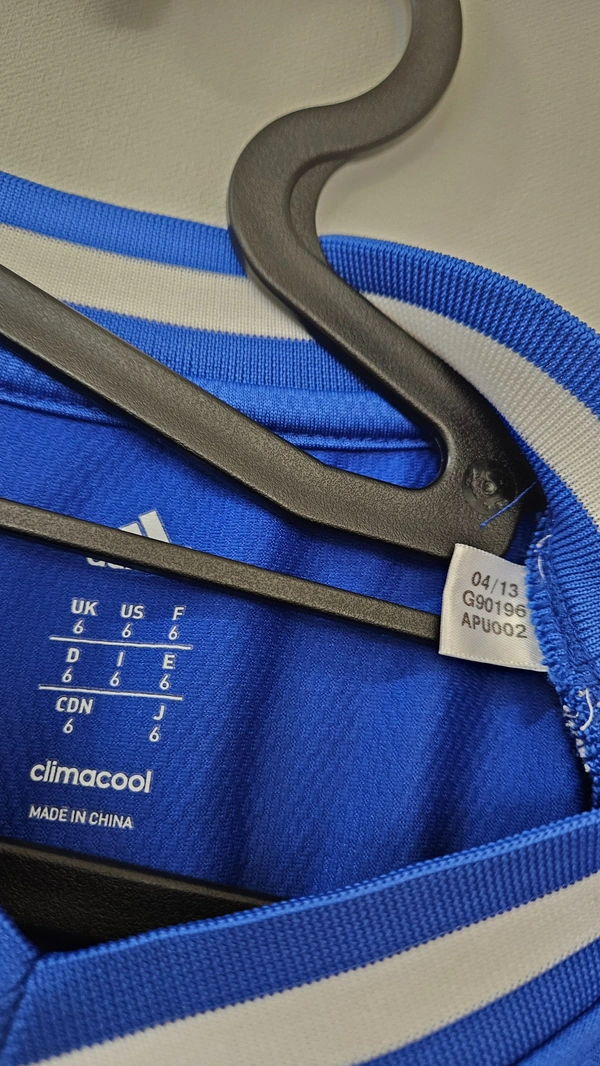 UK US F
6 6 6
D I E
6 6 6
CDN J
6 6
climacool
MADE IN CHINA
04/13
G90196
APU002